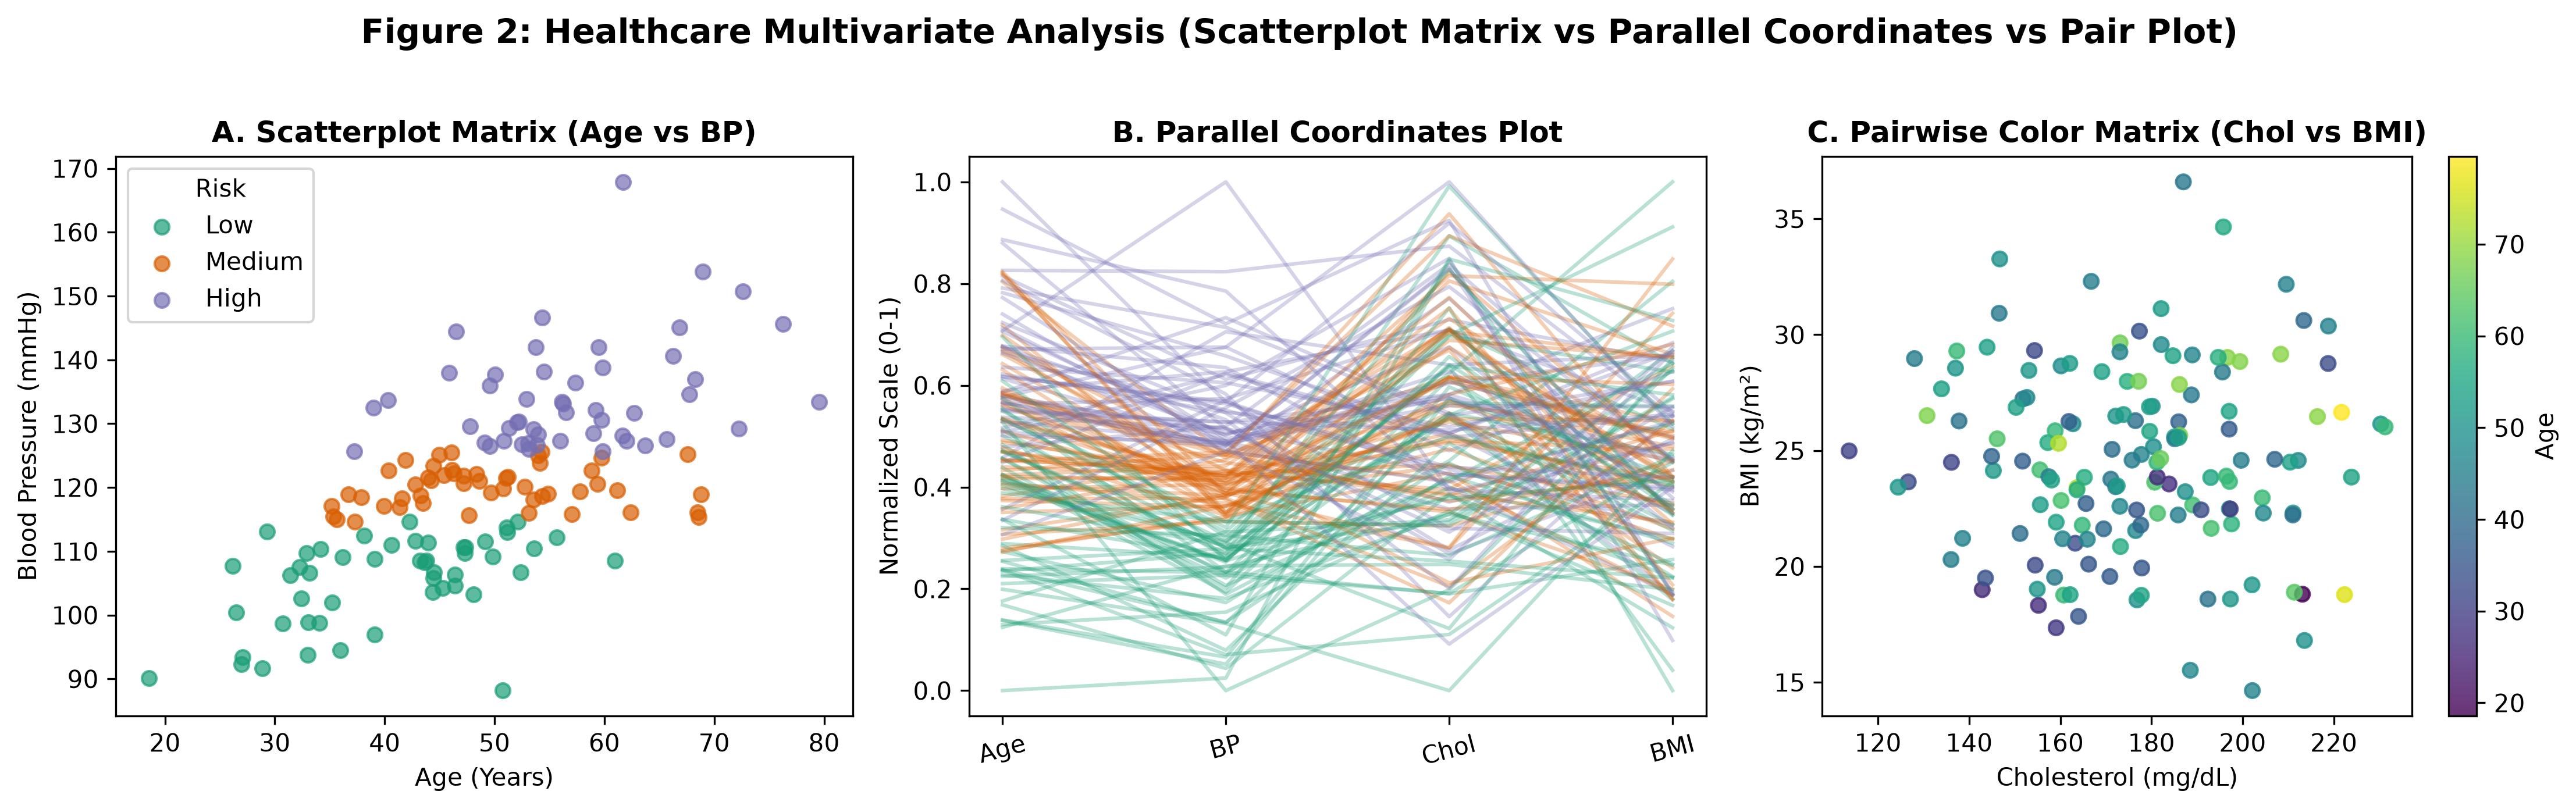 Figure 2: Healthcare Multivariate Analysis (Scatterplot Matrix vs Parallel Coordinates vs Pair Plot)
A. Scatterplot Matrix (Age vs BP)
Blood Pressure (mmHg)
170
160
150
140
130
120
110
100
90
Risk
Low
Medium
High
20 30 40 50 60 70 80
Age (Years)
B. Parallel Coordinates Plot
Normalized Scale (0-1)
1.0
0.8
0.6
0.4
0.2
0.0
Age BP Chol BMI
C. Pairwise Color Matrix (Chol vs BMI)
BMI (kg/m²)
35
30
25
20
15
120 140 160 180 200 220
Cholesterol (mg/dL)
70
60
50
40
30
20
Age